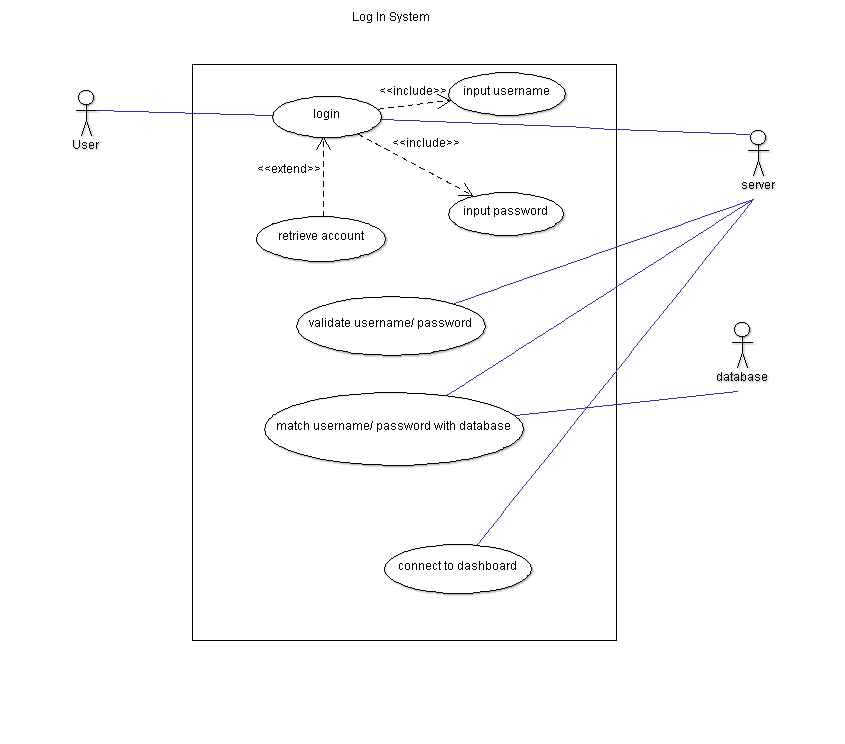 Log In System
<<include>>
input username
login
User
<<include>>
<<extend>>
server
input password
retrieve account
validate username/ password
database
match username/ password with database
connect to dashboard